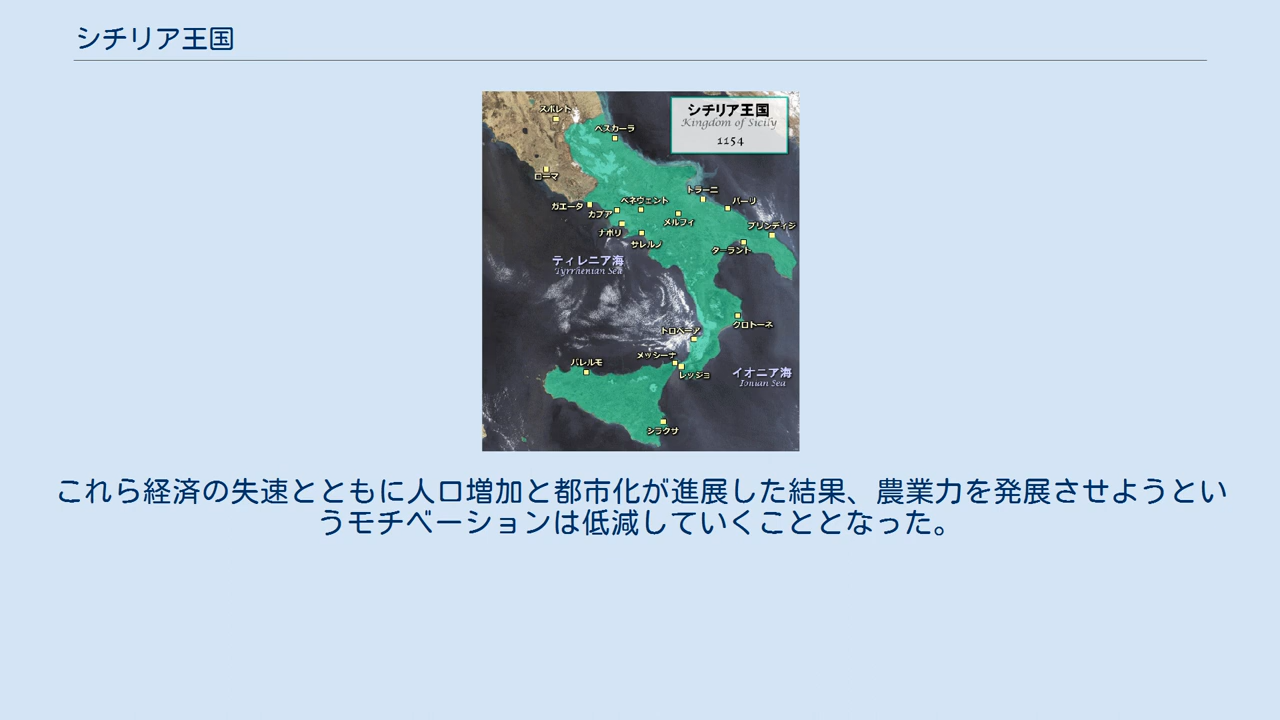 シチリア王国
シチリア王国
Kingdom of Sicily
1154
スポレト
ペスカーラ
ローマ
トラーニ
ガエータ
カプア
ベネヴェント
バーリ
メルフィ
ナポリ
ブリンディジ
サレルノ
ターラント
ティレニア海
Tyrrhenian Sea
クロトーネ
トロペーア
メッシーナ
パレルモ
レッジョ
イオニア海
Ionian Sea
シラクサ
これら経済の失速とともに人口増加と都市化が進展した結果、農業力を発展させようとい
うモチベーションは低減していくこととなった。